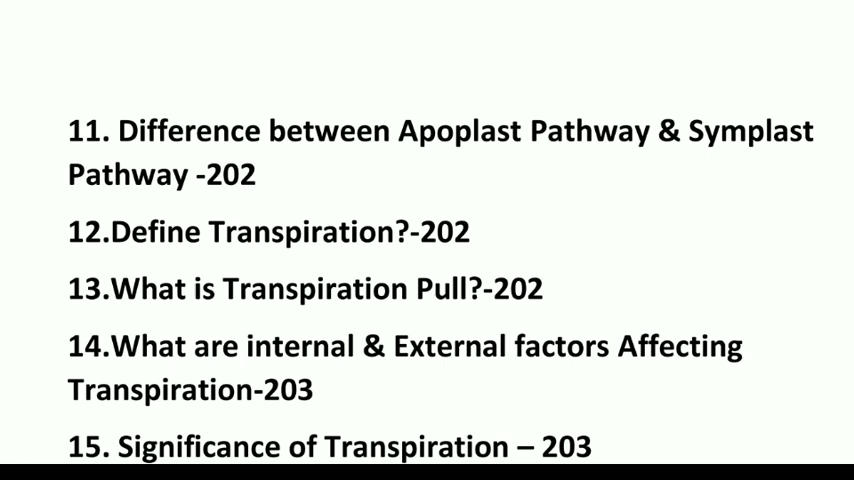 11. Difference between Apoplast Pathway & Symplast
Pathway -202
12.Define Transpiration?-202
13.What is Transpiration Pull?-202
14.What are internal & External factors Affecting
Transpiration-203
15. Significance of Transpiration – 203